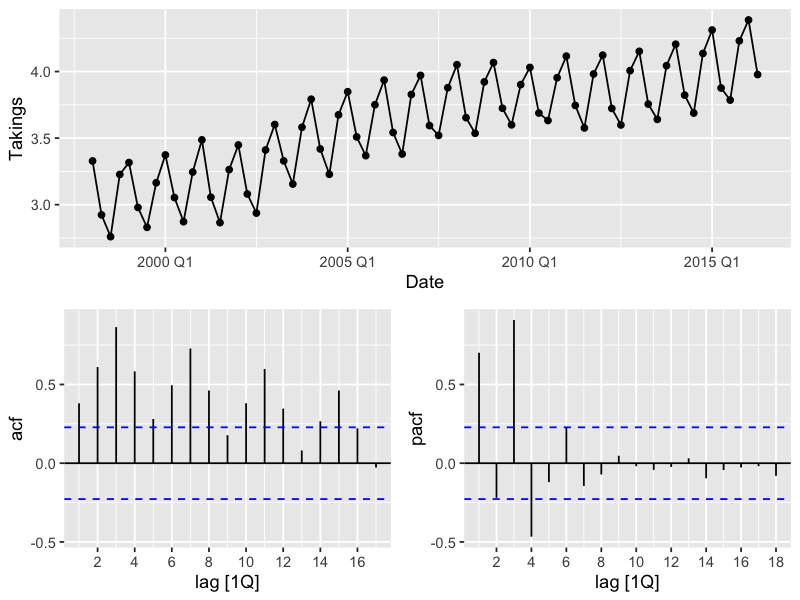 4.0
3.5
3.0
Takings
2000 Q1 2005 Q1 2010 Q1 2015 Q1
Date
0.5
0.0
-0.5
acf
2 4 6 8 10 12 14 16
lag [1Q]
0.5
0.0
-0.5
pacf
2 4 6 8 10 12 14 16 18
lag [1Q]